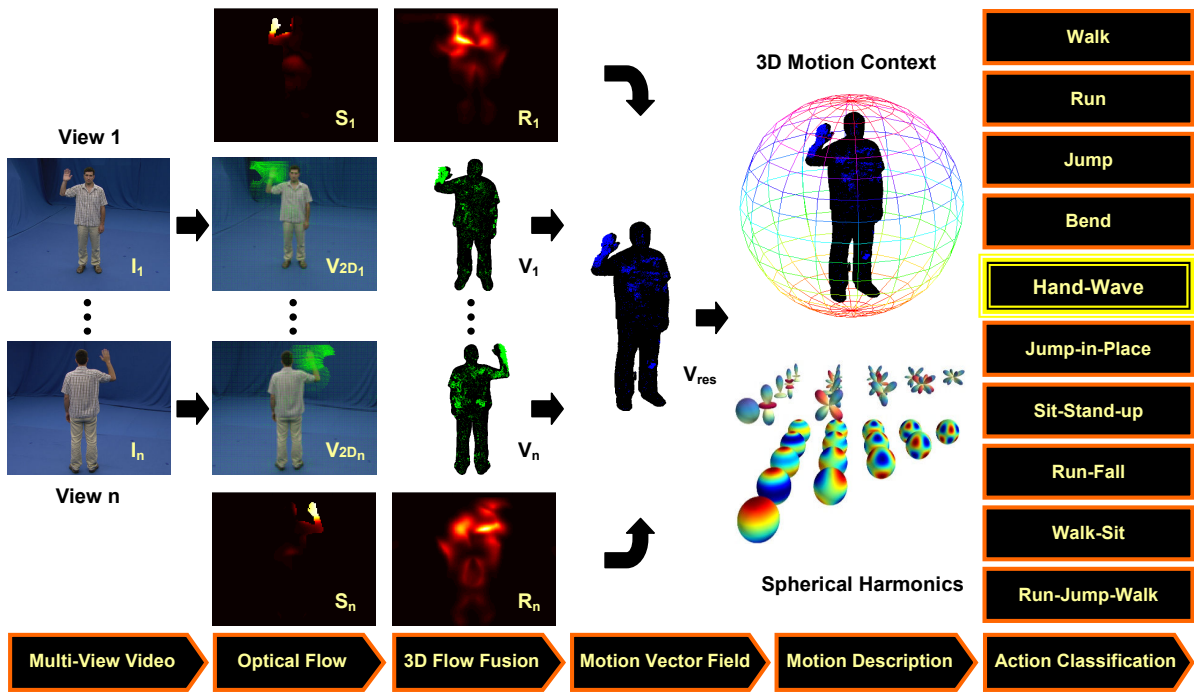 S1
R1
View 1
I1
V2D1
V1
3D Motion Context
Vres
In
V2Dn
Vn
View n
Sn
Rn
Spherical Harmonics
Walk
Run
Jump
Bend
Hand-Wave
Jump-in-Place
Sit-Stand-up
Run-Fall
Walk-Sit
Run-Jump-Walk
Multi-View Video
Optical Flow
3D Flow Fusion
Motion Vector Field
Motion Description
Action Classification